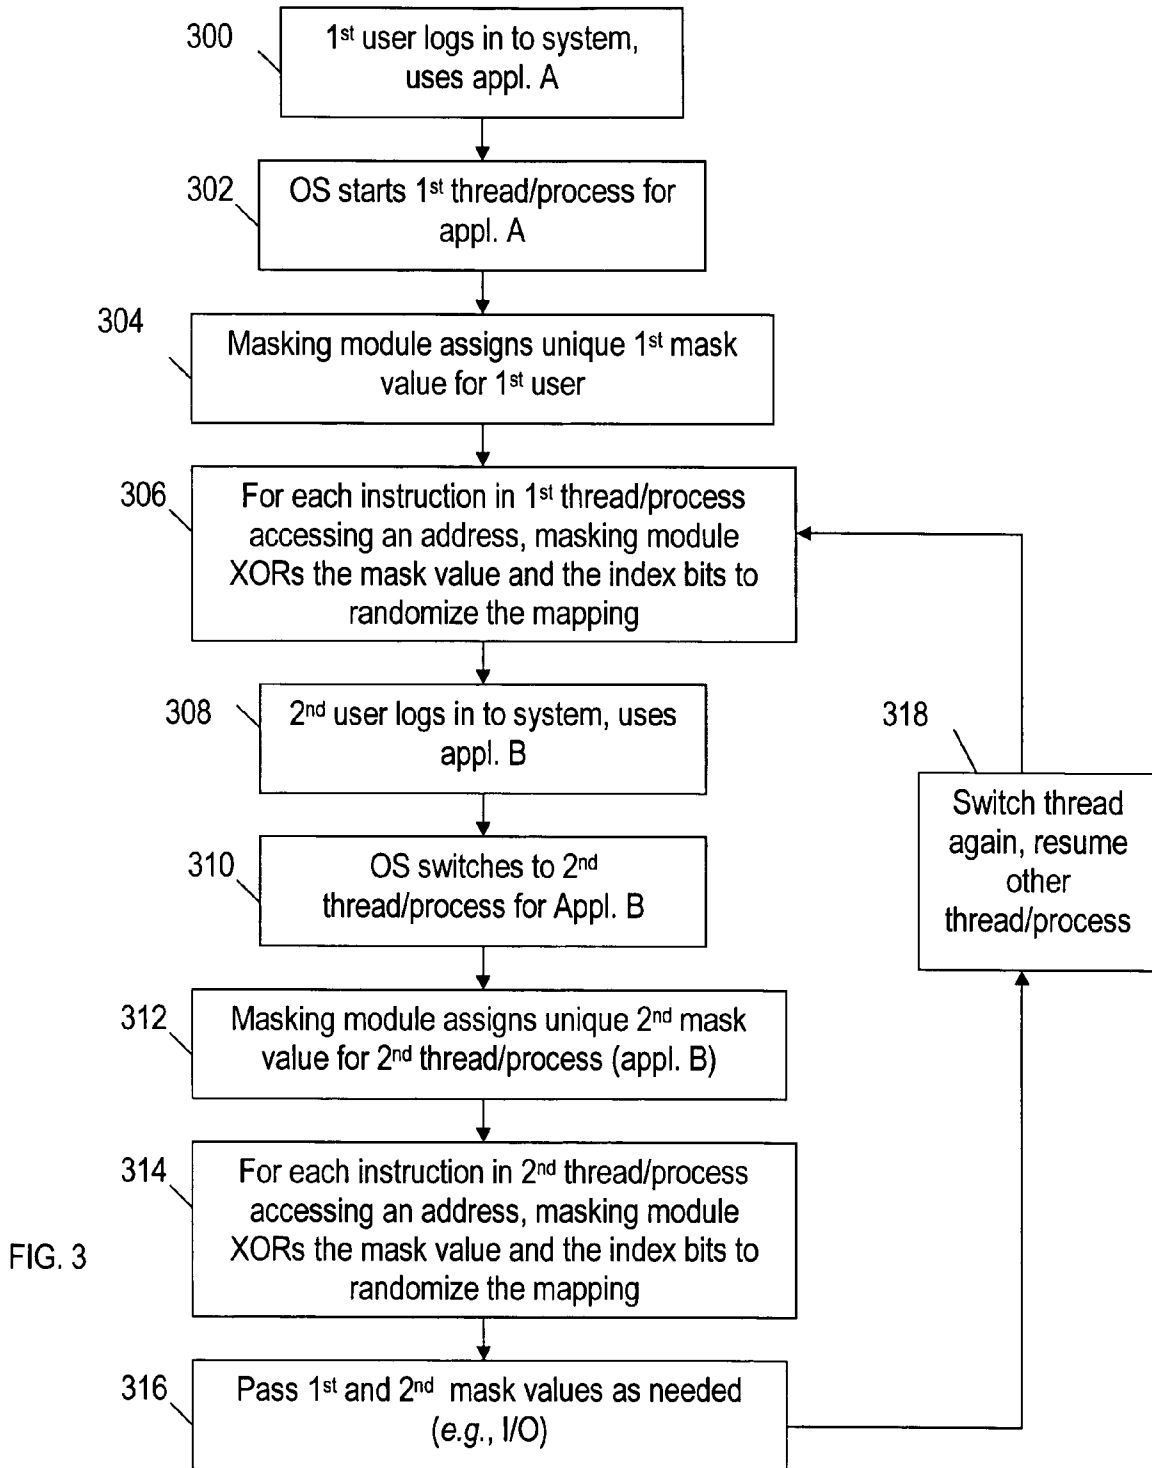 300
1st user logs in to system,
uses appl. A
302
OS starts 1st thread/process for
appl. A
304
Masking module assigns unique 1st mask
value for 1st user
306
For each instruction in 1st thread/process
accessing an address, masking module
XORs the mask value and the index bits to
randomize the mapping
308
2nd user logs in to system, uses
appl. B
318
Switch thread
again, resume
other
thread/process
310
OS switches to 2nd
thread/process for Appl. B
312
Masking module assigns unique 2nd mask
value for 2nd thread/process (appl. B)
314
For each instruction in 2nd thread/process
accessing an address, masking module
XORs the mask value and the index bits to
randomize the mapping
FIG. 3
316
Pass 1st and 2nd mask values as needed
(e.g., I/O)